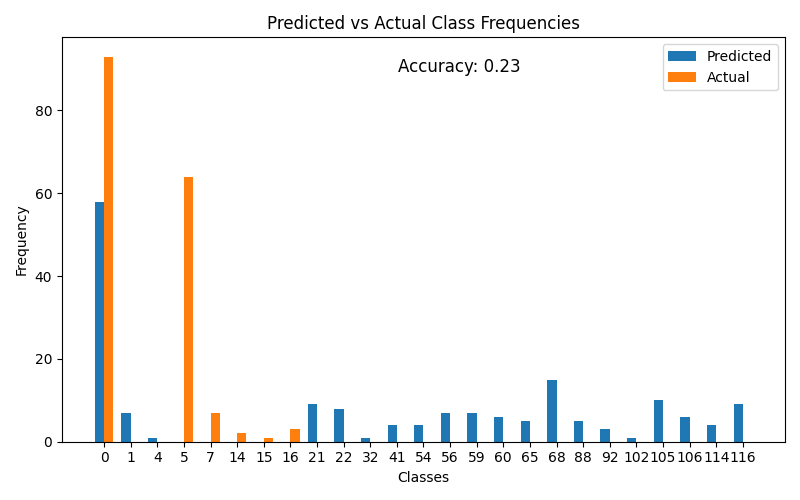 Predicted vs Actual Class Frequencies
Accuracy: 0.23
Predicted
Actual
Frequency
80
60
40
20
0
0 1 4 5 7 14 15 16 21 22 32 41 54 56 59 60 65 68 88 92 102 105 106 114 116
Classes